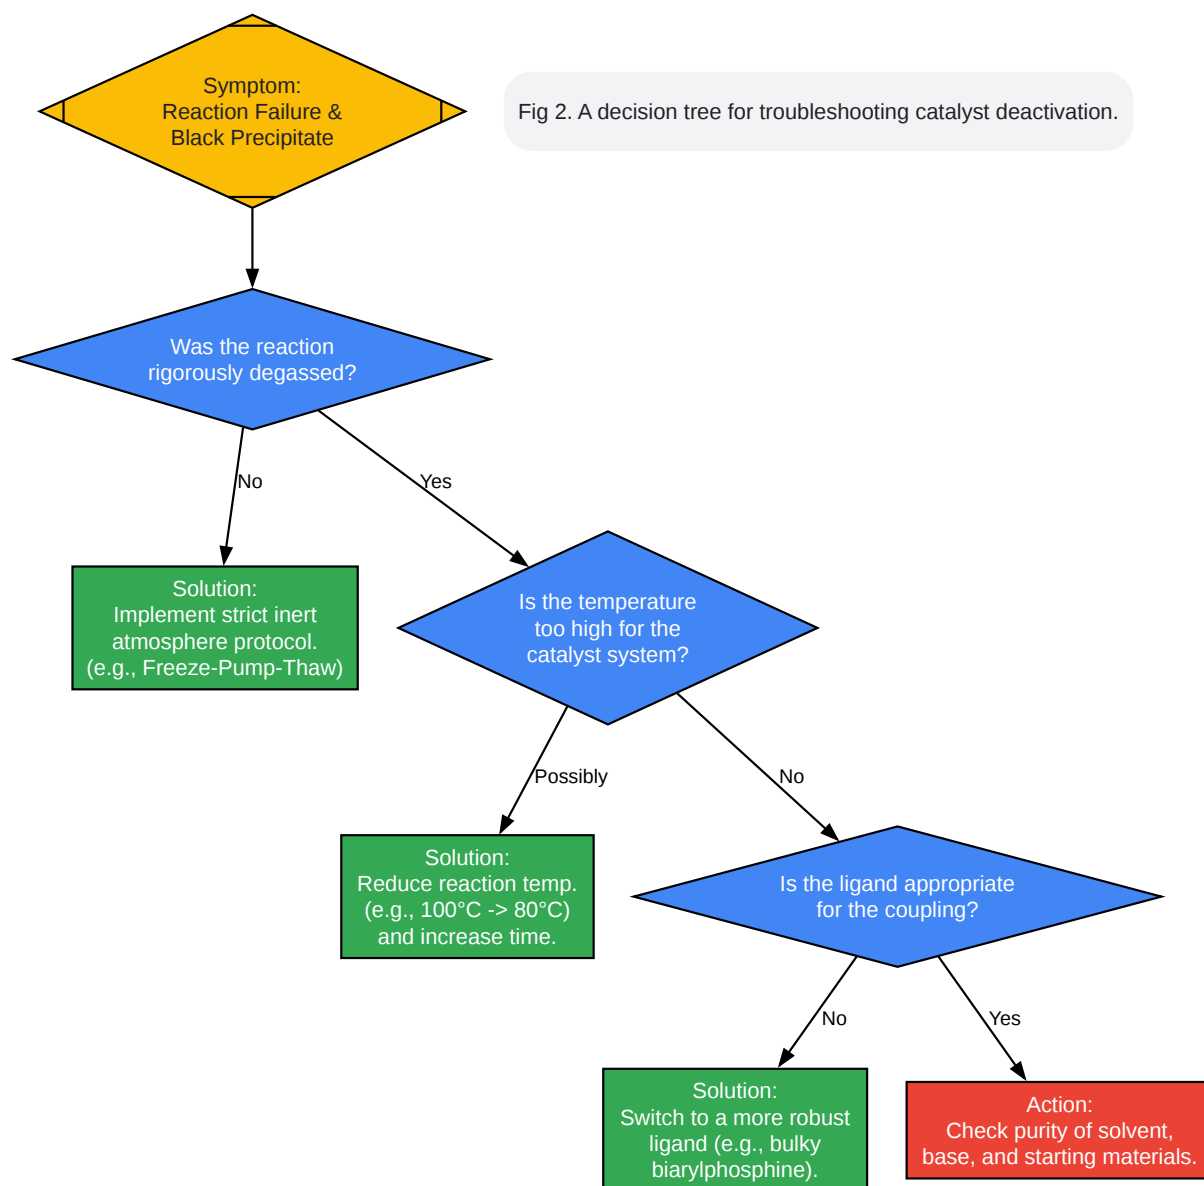 Symptom:
Reaction Failure &
Black Precipitate
Fig 2. A decision tree for troubleshooting catalyst deactivation.
Was the reaction
rigorously degassed?
No
Yes
Solution:
Implement strict inert
atmosphere protocol.
(e.g., Freeze-Pump-Thaw)
Is the temperature
too high for the
catalyst system?
Possibly
No
Solution:
Reduce reaction temp.
(e.g., 100°C -> 80°C)
and increase time.
Is the ligand appropriate
for the coupling?
No
Yes
Solution:
Switch to a more robust
ligand (e.g., bulky
biarylphosphine).
Action:
Check purity of solvent,
base, and starting materials.